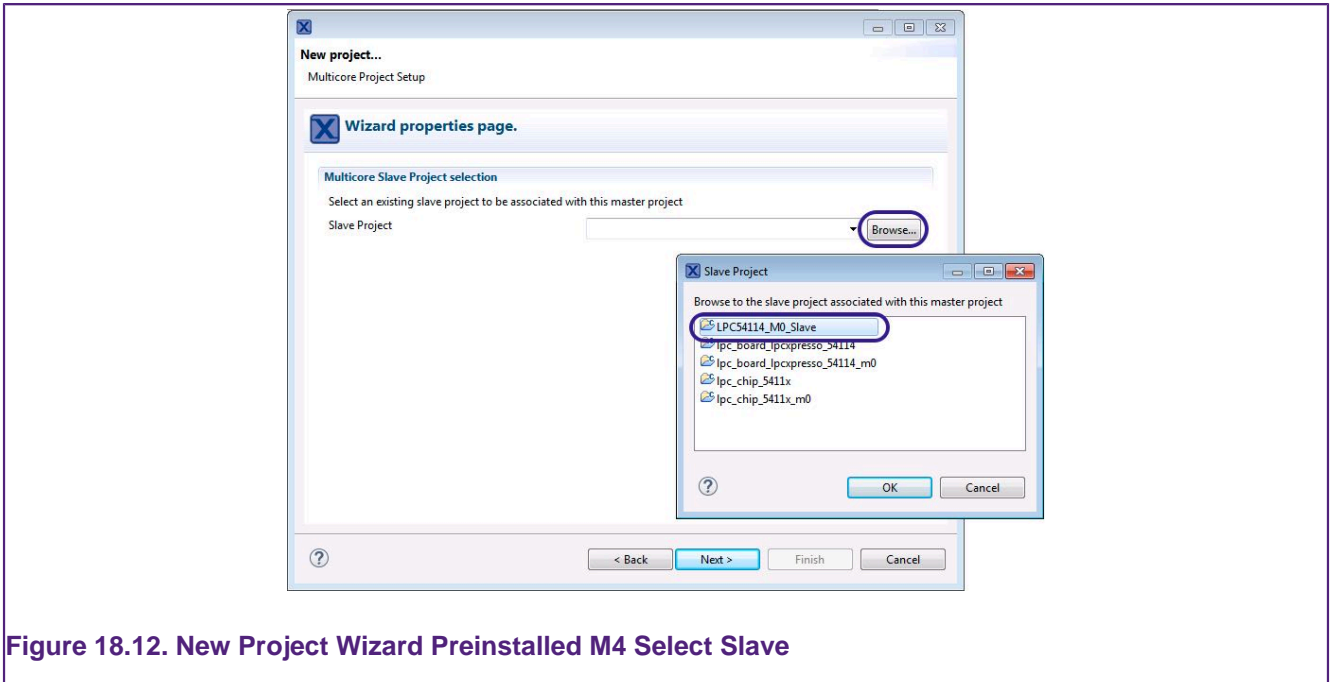 New project...
Multicore Project Setup
Wizard properties page.
Multicore Slave Project selection
Select an existing slave project to be associated with this master project
Slave Project
Browse...
Slave Project
Browse to the slave project associated with this master project
LPC54114_M0_Slave
lpc_board_lpcxpresso_54114
lpc_board_lpcxpresso_54114_m0
lpc_chip_5411x
lpc_chip_5411x_m0
OK
Cancel
< Back
Next >
Finish
Cancel
Figure 18.12. New Project Wizard Preinstalled M4 Select Slave